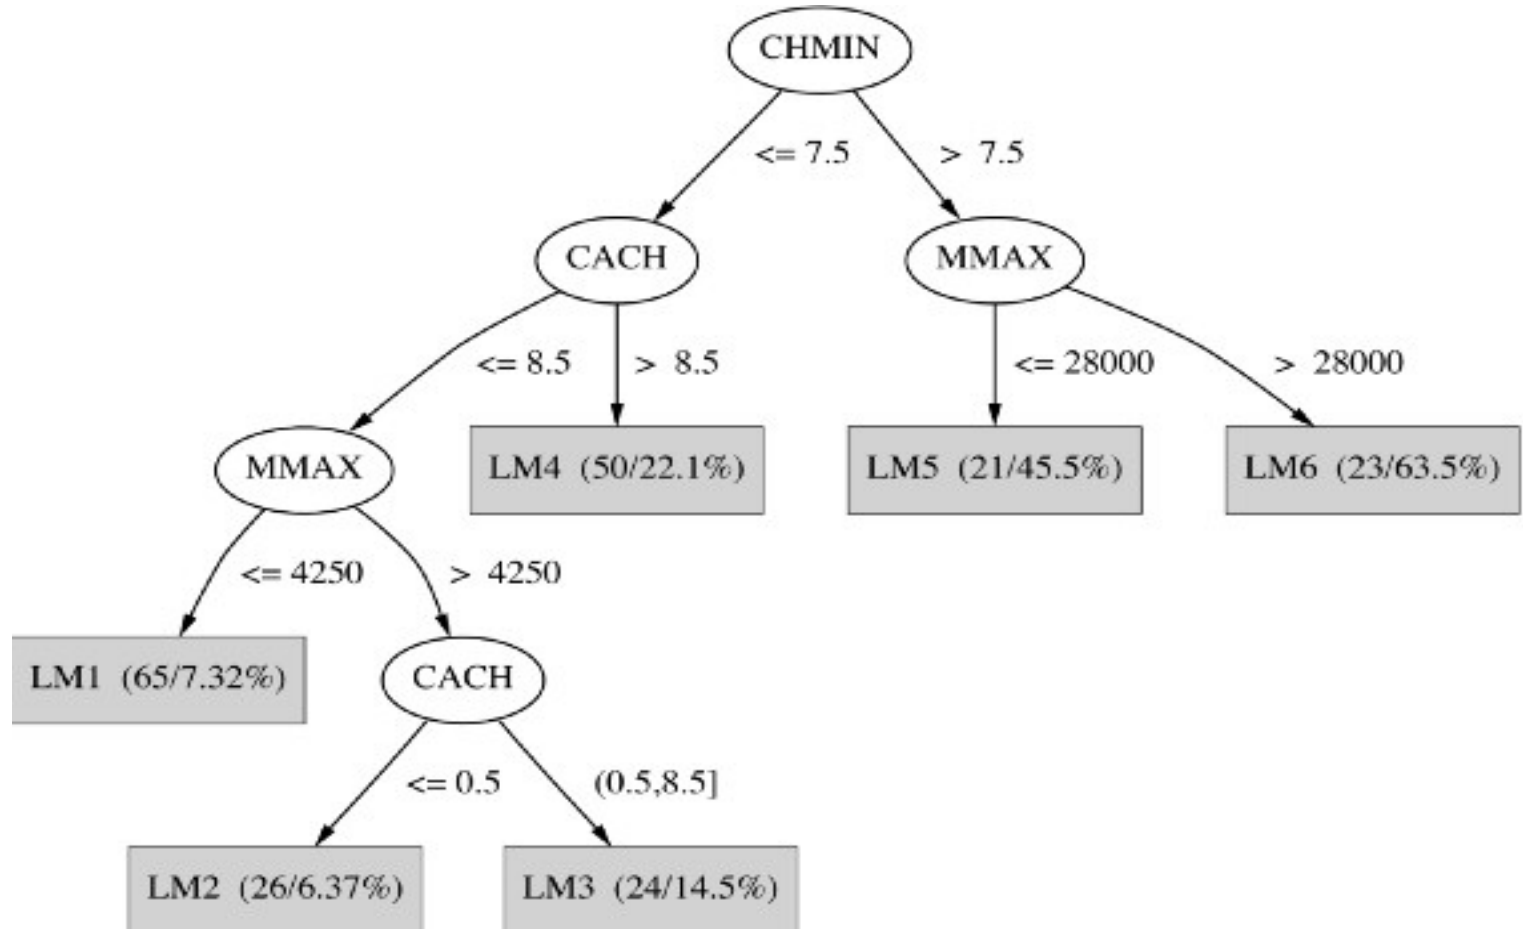 CHMIN
<= 7.5
> 7.5
CACH
MMAX
<= 8.5
> 8.5
<= 28000
> 28000
MMAX
LM4 (50/22.1%)
LM5 (21/45.5%)
LM6 (23/63.5%)
<= 4250
> 4250
LM1 (65/7.32%)
CACH
<= 0.5
(0.5,8.5]
LM2 (26/6.37%)
LM3 (24/14.5%)